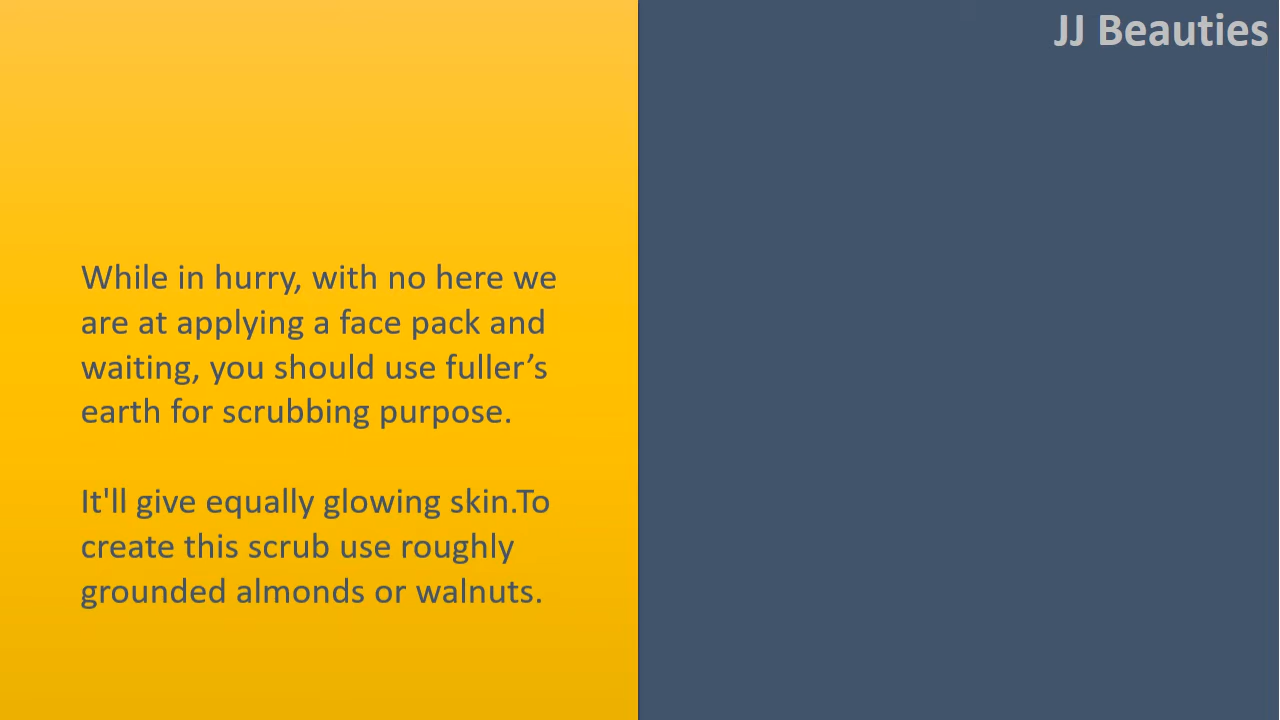 JJ Beauties
While in hurry, with no here we
are at applying a face pack and
waiting, you should use fuller’s
earth for scrubbing purpose.
It'll give equally glowing skin.To
create this scrub use roughly
grounded almonds or walnuts.